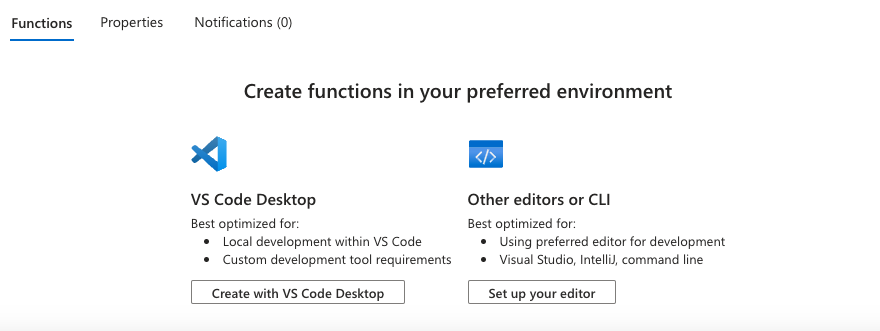 Functions Properties Notifications (0)
Create functions in your preferred environment
VS Code Desktop
Best optimized for:
• Local development within VS Code
• Custom development tool requirements
Create with VS Code Desktop
Other editors or CLI
Best optimized for:
• Using preferred editor for development
• Visual Studio, IntelliJ, command line
Set up your editor